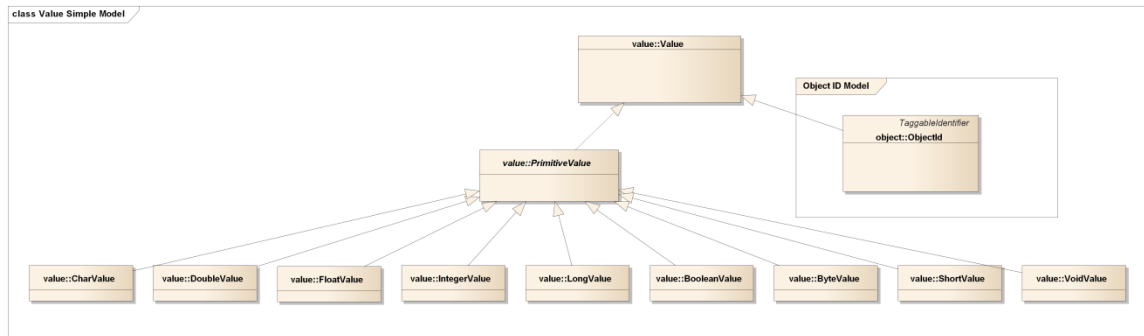 class Value Simple Model
value::Value
Object ID Model
TaggableIdentifier
object::ObjectId
value::PrimitiveValue
value::CharValue
value::DoubleValue
value::FloatValue
value::IntegerValue
value::LongValue
value::BooleanValue
value::ByteValue
value::ShortValue
value::VoidValue